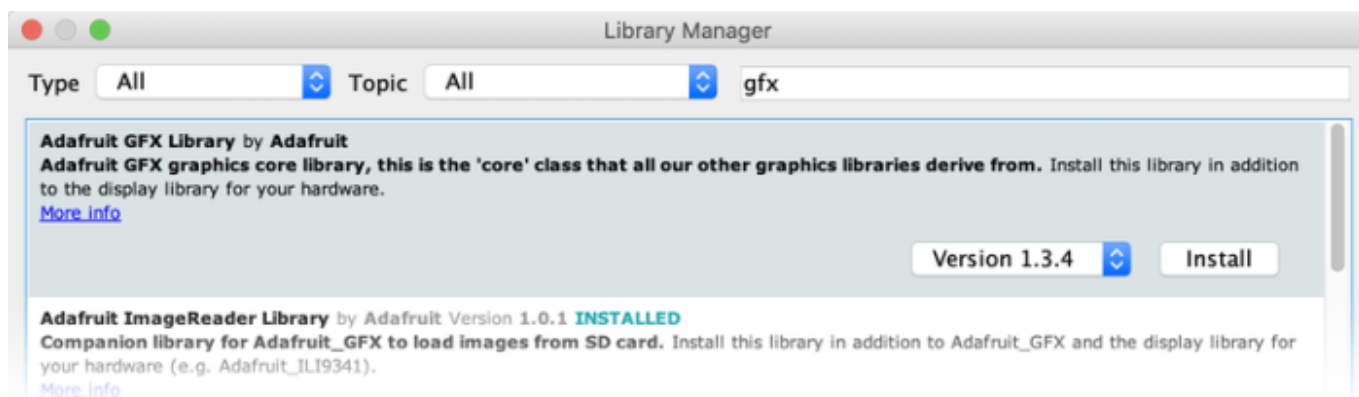 Library Manager
Type All Topic All gfx
Adafruit GFX Library by Adafruit
Adafruit GFX graphics core library, this is the 'core' class that all our other graphics libraries derive from. Install this library in addition
to the display library for your hardware.
More info
Version 1.3.4 Install
Adafruit ImageReader Library by Adafruit Version 1.0.1 INSTALLED
Companion library for Adafruit_GFX to load images from SD card. Install this library in addition to Adafruit_GFX and the display library for
your hardware (e.g. Adafruit_ILI9341).
More info